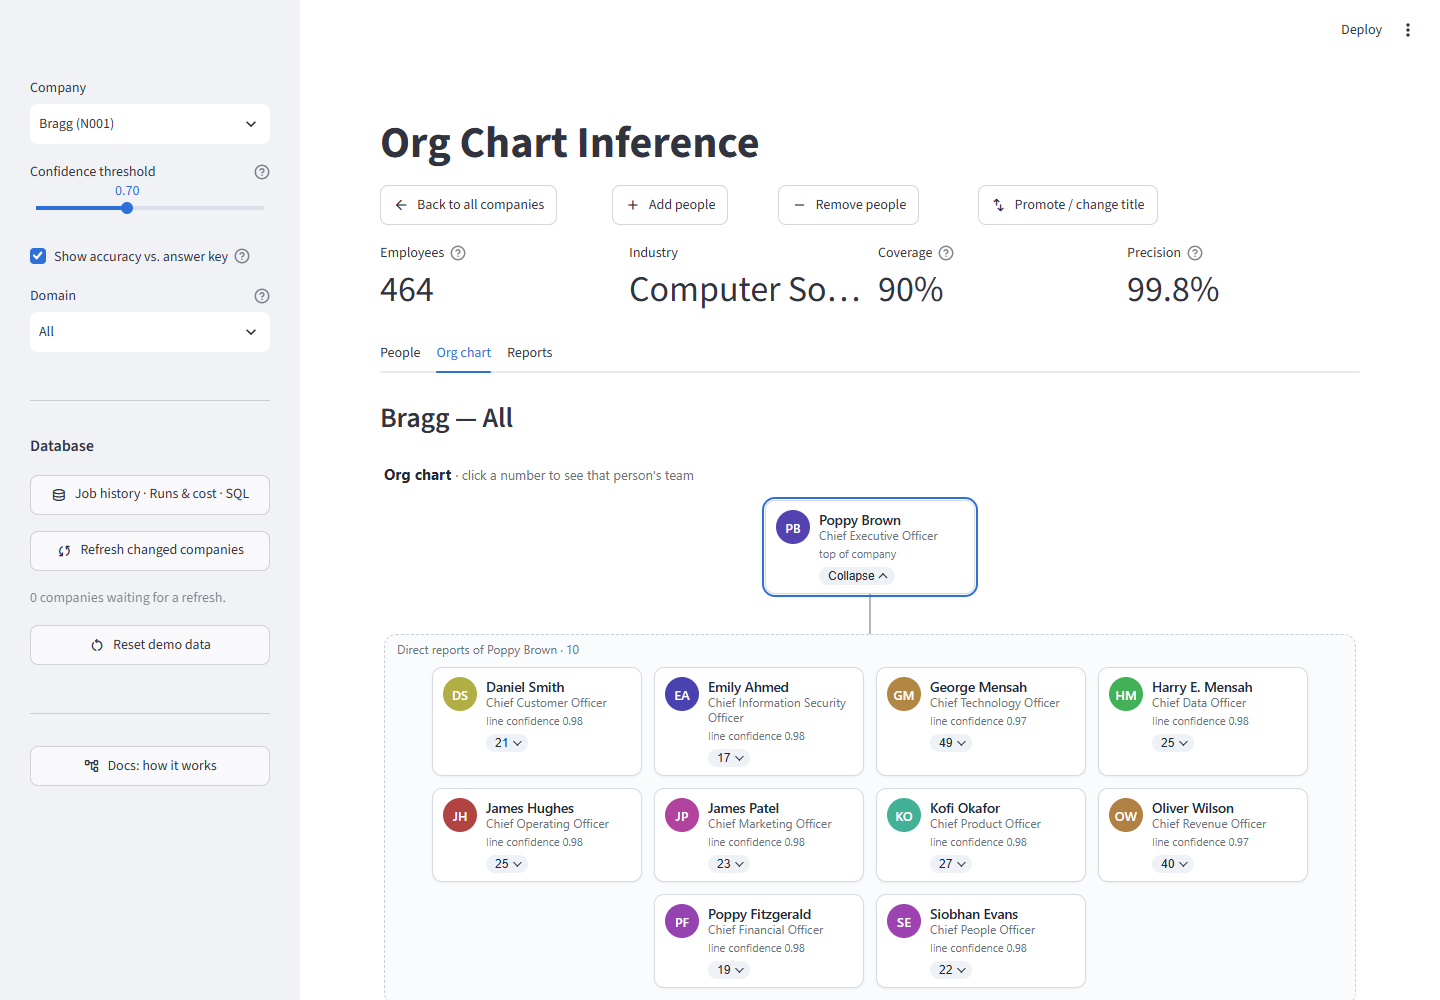 Deploy
Company
Bragg (N001)
Confidence threshold
0.70
Show accuracy vs. answer key
Domain
All
Database
Job history · Runs & cost · SQL
Refresh changed companies
0 companies waiting for a refresh.
Reset demo data
Docs: how it works
Org Chart Inference
Back to all companies
Add people
Remove people
Promote / change title
Employees
464
Industry
Computer So…
Coverage
90%
Precision
99.8%
People
Org chart
Reports
Bragg — All
Org chart · click a number to see that person's team
PB
Poppy Brown
Chief Executive Officer
top of company
Collapse
Direct reports of Poppy Brown · 10
DS
Daniel Smith
Chief Customer Officer
line confidence 0.98
21
EA
Emily Ahmed
Chief Information Security
Officer
line confidence 0.98
17
GM
George Mensah
Chief Technology Officer
line confidence 0.97
49
HM
Harry E. Mensah
Chief Data Officer
line confidence 0.98
25
JH
James Hughes
Chief Operating Officer
line confidence 0.98
25
JP
James Patel
Chief Marketing Officer
line confidence 0.98
23
KO
Kofi Okafor
Chief Product Officer
line confidence 0.98
27
OW
Oliver Wilson
Chief Revenue Officer
line confidence 0.97
40
PF
Poppy Fitzgerald
Chief Financial Officer
line confidence 0.98
19
SE
Siobhan Evans
Chief People Officer
line confidence 0.98
22